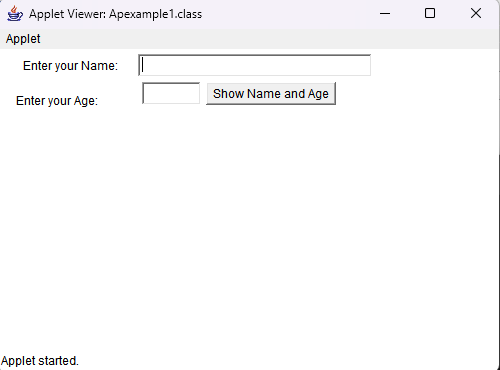 Applet Viewer: Apexample1.class
Applet
Enter your Name:
Enter your Age: Show Name and Age
Applet started.